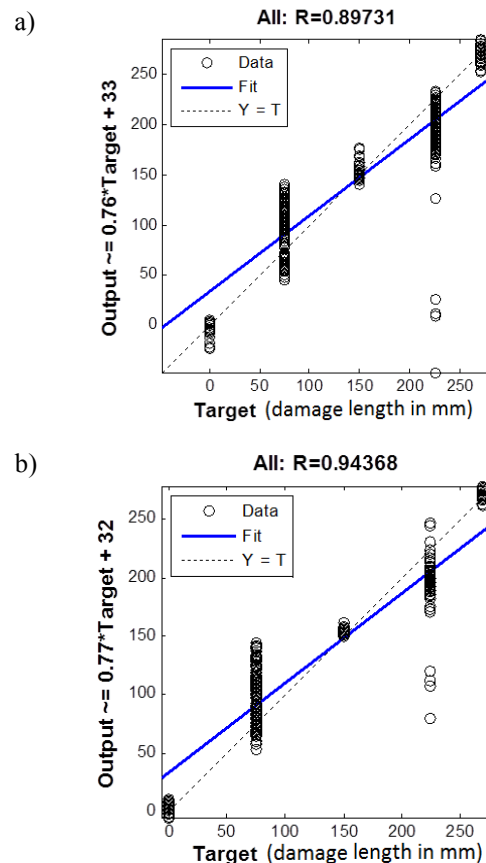 a)
All: R=0.89731
Output ~= 0.76*Target + 33
Data
Fit
Y = T
250
200
150
100
50
0
0 50 100 150 200 250
Target (damage length in mm)
b)
All: R=0.94368
Output ~= 0.77*Target + 32
Data
Fit
Y = T
250
200
150
100
50
0
0 50 100 150 200 250
Target (damage length in mm)